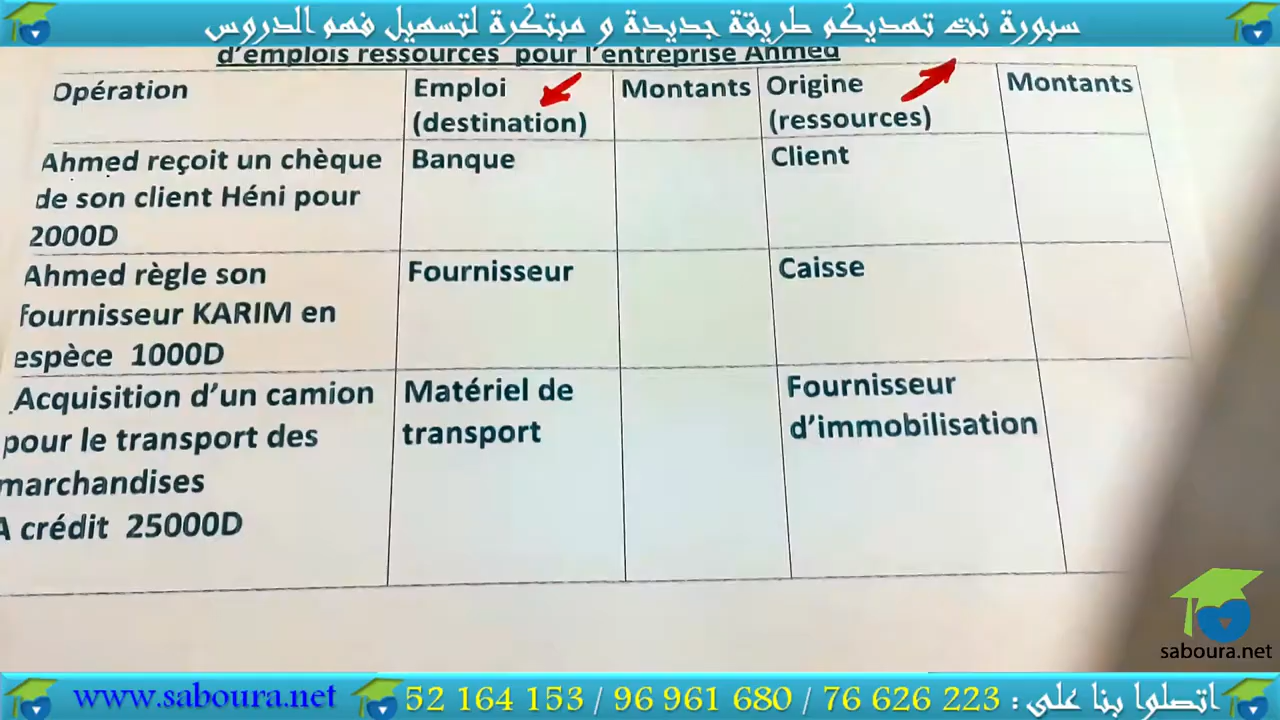 سبورة نت تهديكم طريقة جديدة و مبتكرة لتسهيل فهم الدروس
d'emplois ressources pour l'entreprise Ahmed
Opération
Emploi
(destination)
Montants
Origine
(ressources)
Montants
Ahmed reçoit un chèque
de son client Héni pour
2000D
Banque
Client
Ahmed règle son
fournisseur KARIM en
espèce 1000D
Fournisseur
Caisse
Acquisition d'un camion
pour le transport des
marchandises
A crédit 25000D
Matériel de
transport
Fournisseur
d'immobilisation
saboura.net
www.saboura.net
52 164 153 / 96 961 680 / 76 626 223 : اتصلوا بنا على